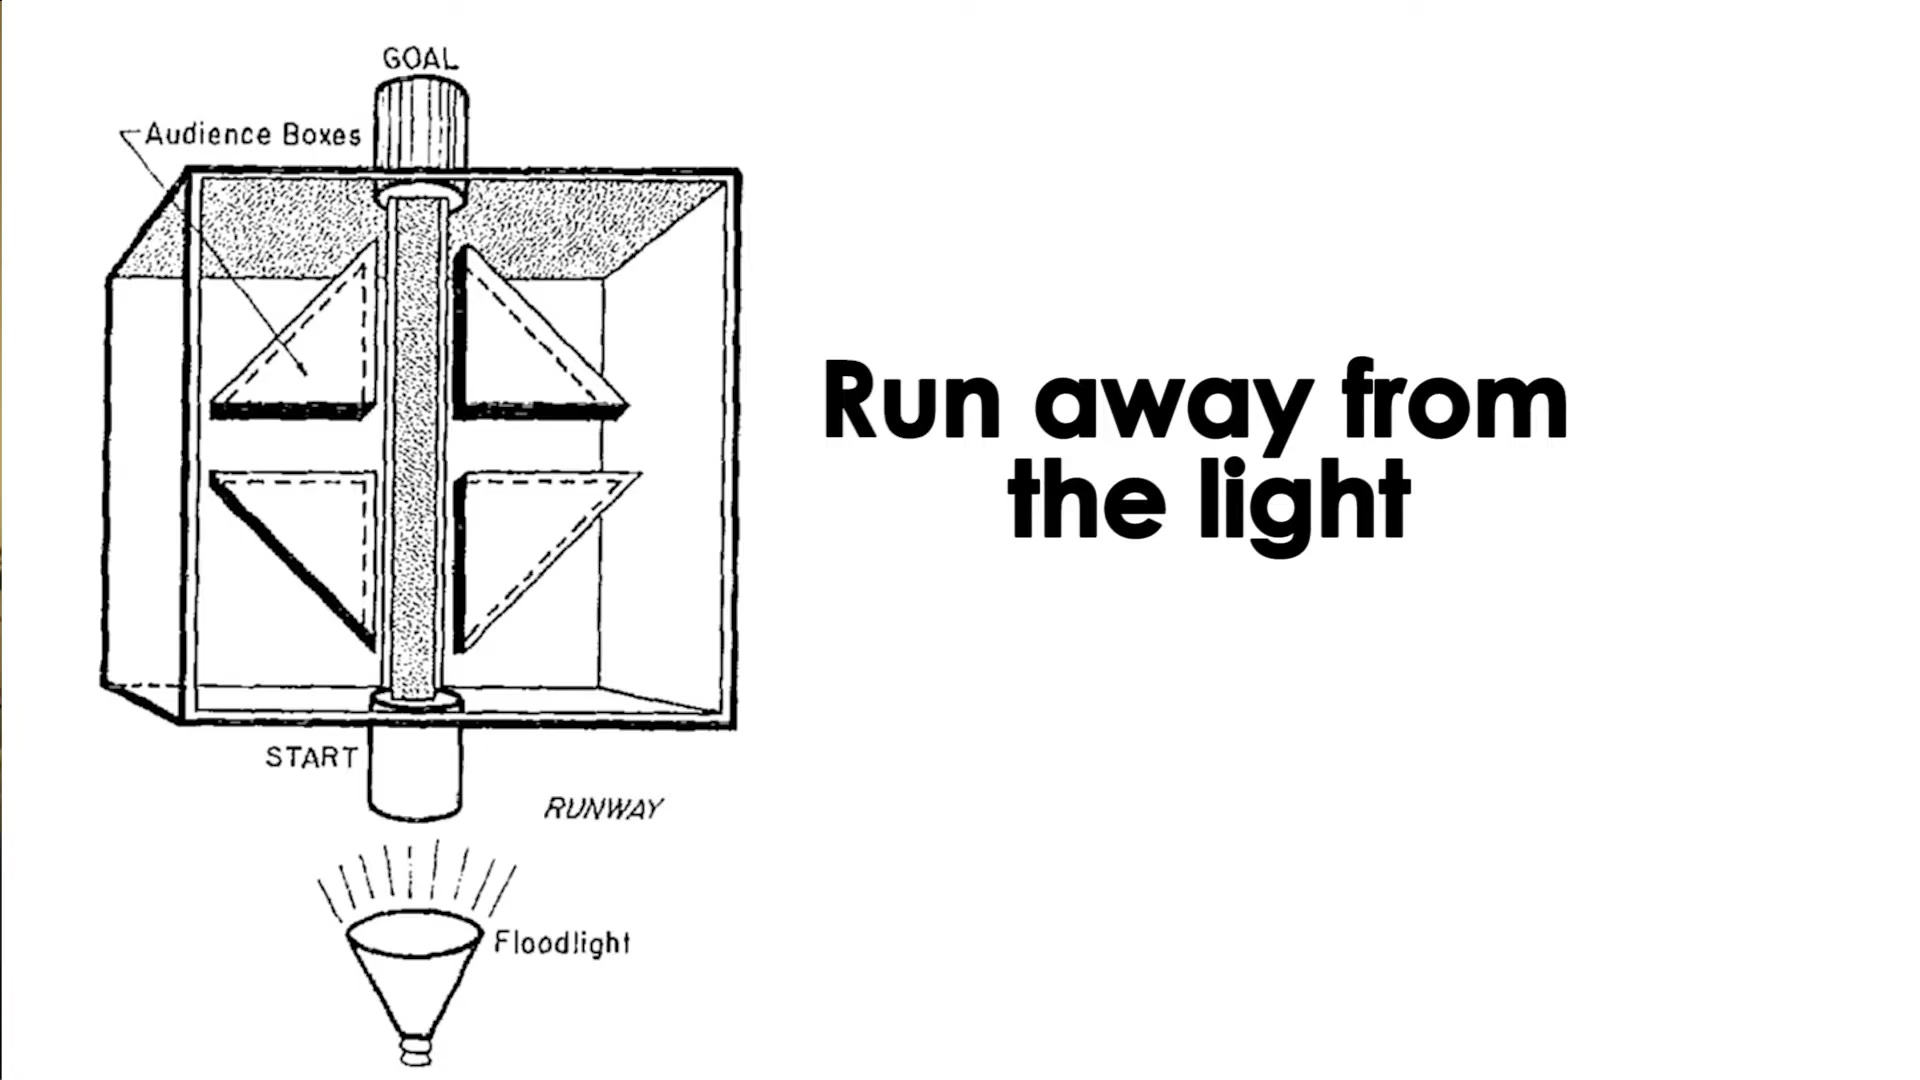 GOAL
Audience Boxes
Run away from
the light
START
RUNWAY
Floodlight